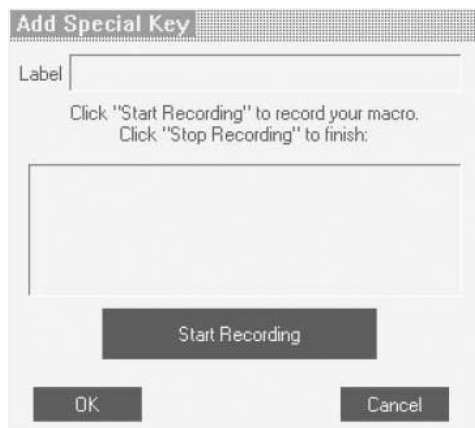 Add Special Key
Label
Click "Start Recording" to record your macro.
Click "Stop Recording" to finish:
Start Recording
OK
Cancel